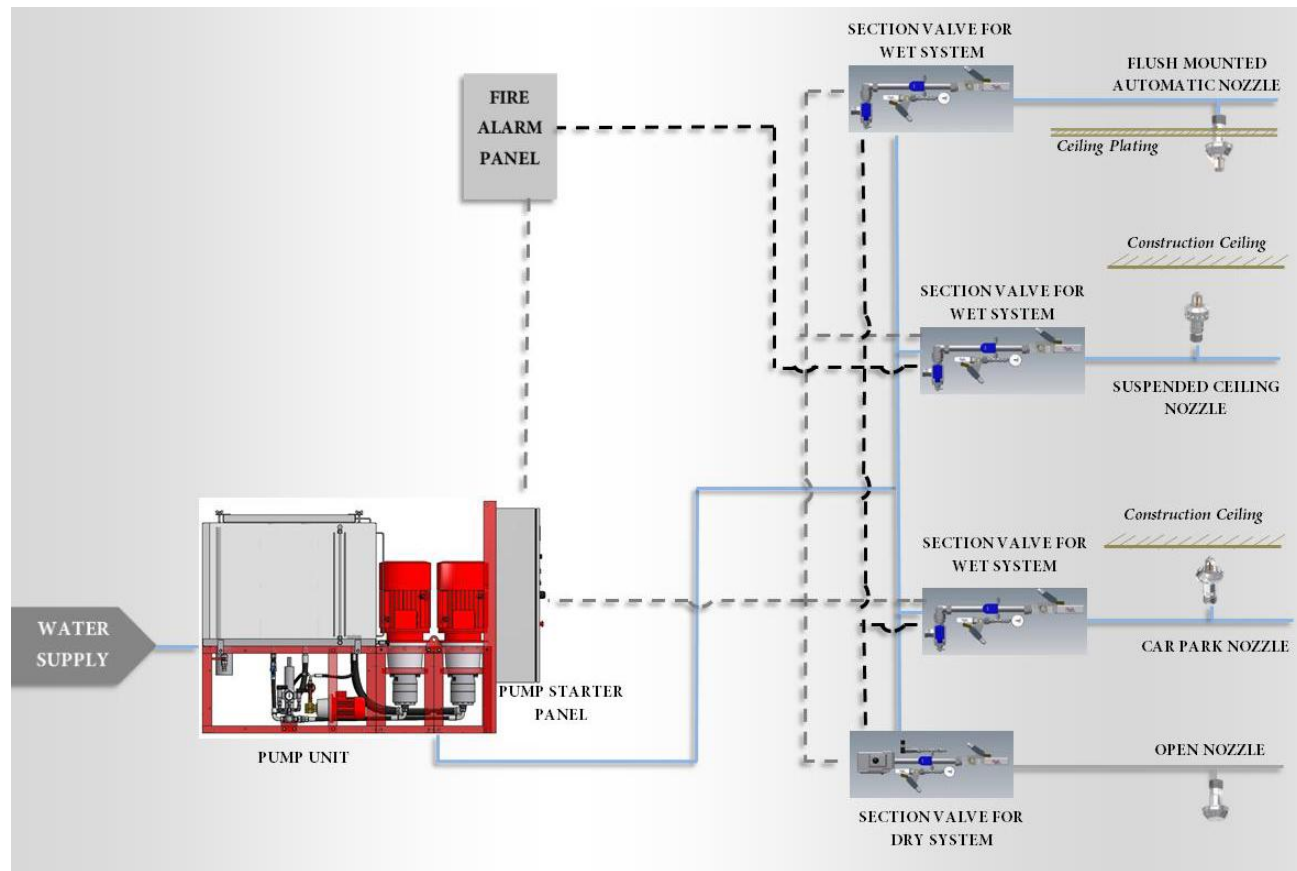 SECTION VALVE FOR
WET SYSTEM
FLUSH MOUNTED
AUTOMATIC NOZZLE
Ceiling Plating
FIRE
ALARM
PANEL
Construction Ceiling
SECTION VALVE FOR
WET SYSTEM
SUSPENDED CEILING
NOZZLE
Construction Ceiling
SECTION VALVE FOR
WET SYSTEM
CAR PARK NOZZLE
WATER
SUPPLY
PUMP STARTER
PANEL
PUMP UNIT
OPEN NOZZLE
SECTION VALVE FOR
DRY SYSTEM